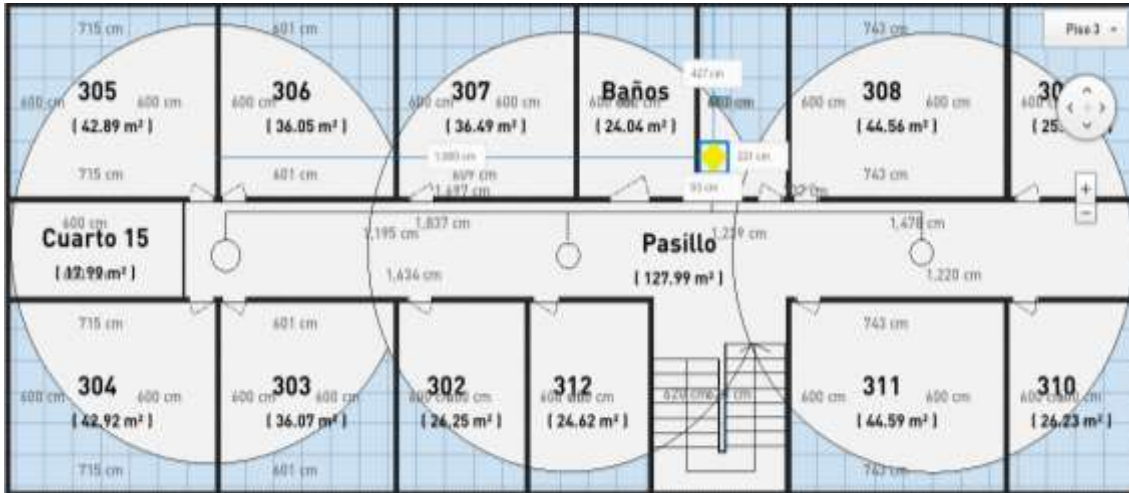 715 cm
601 cm
743 cm
Piso 3
305
306
307
Baños
427 cm
308
600 cm
600 cm
600 cm
600 cm
600 cm
600 cm
[ 42.89 m² ]
[ 36.05 m² ]
[ 36.49 m² ]
[ 24.04 m² ]
[ 44.56 m² ]
715 cm
601 cm
743 cm
1,697 cm
600 cm
Cuarto 15
1,837 cm
1,195 cm
Pasillo
1,478 cm
1,634 cm
[ 127.99 m² ]
1,220 cm
715 cm
601 cm
743 cm
304
303
302
312
311
310
600 cm
600 cm
600 cm
600 cm
600 cm
600 cm
[ 42.92 m² ]
[ 36.07 m² ]
[ 26.25 m² ]
[ 24.62 m² ]
[ 44.59 m² ]
[ 26.23 m² ]
715 cm
601 cm
743 cm